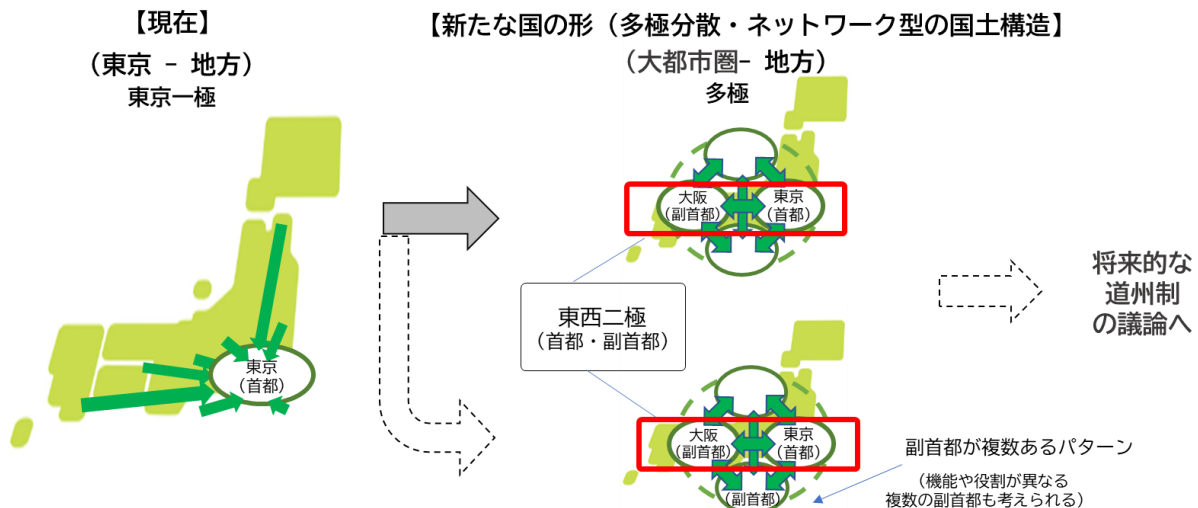 【現在】
(東京 - 地方)
東京一極
東京
(首都)
【新たな国の形(多極分散・ネットワーク型の国土構造】
(大都市圏- 地方)
多極
大阪
(副首都)
東京
(首都)
東西二極
(首都・副首都)
大阪
(副首都)
東京
(首都)
(副首都)
副首都が複数あるパターン
(機能や役割が異なる
複数の副首都も考えられる)
将来的な
道州制
の議論へ